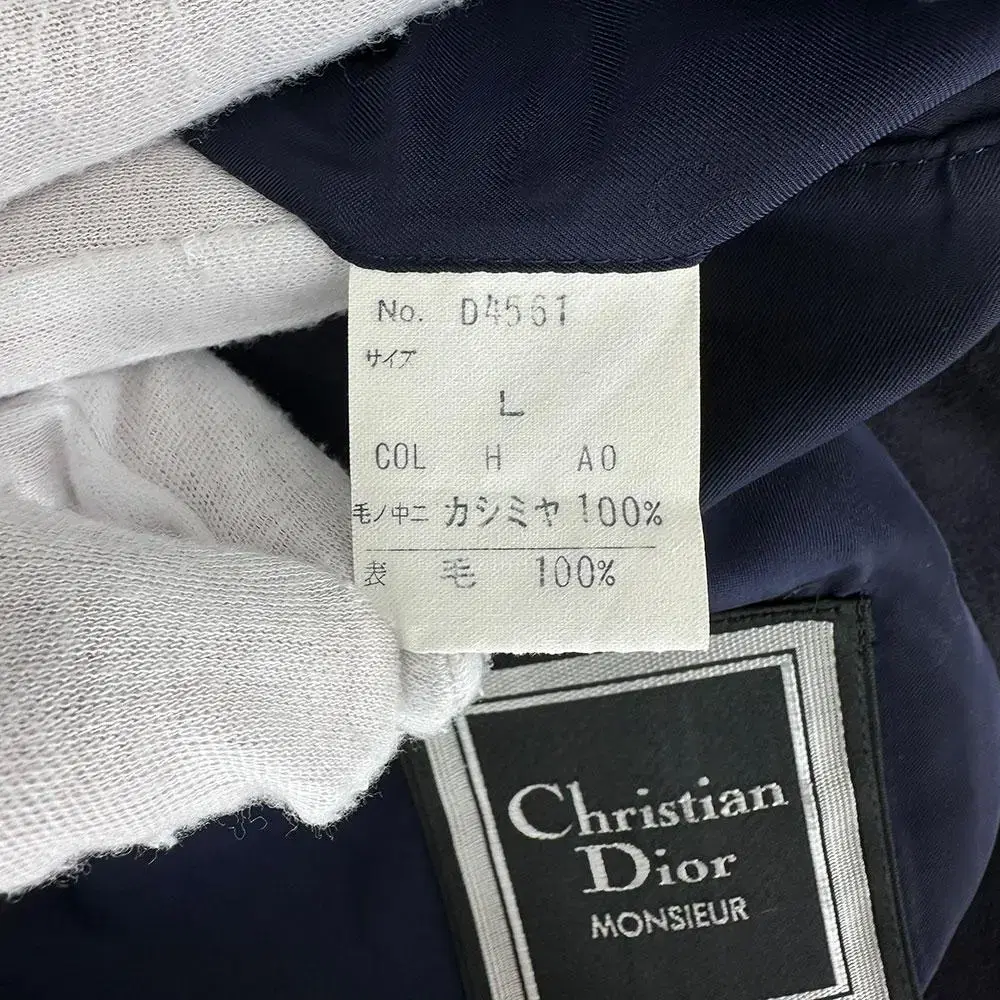 No. D4561
サイズ
L
COL H A0
毛ノ中ニ カシミヤ 100%
表 毛 100%
Christian
Dior
MONSIEUR